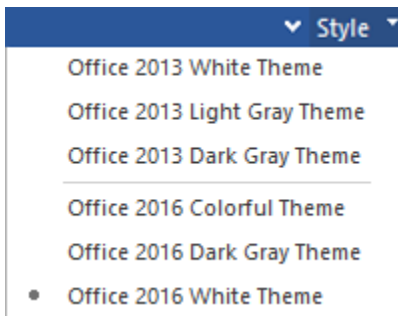 Style
Office 2013 White Theme
Office 2013 Light Gray Theme
Office 2013 Dark Gray Theme
Office 2016 Colorful Theme
Office 2016 Dark Gray Theme
Office 2016 White Theme